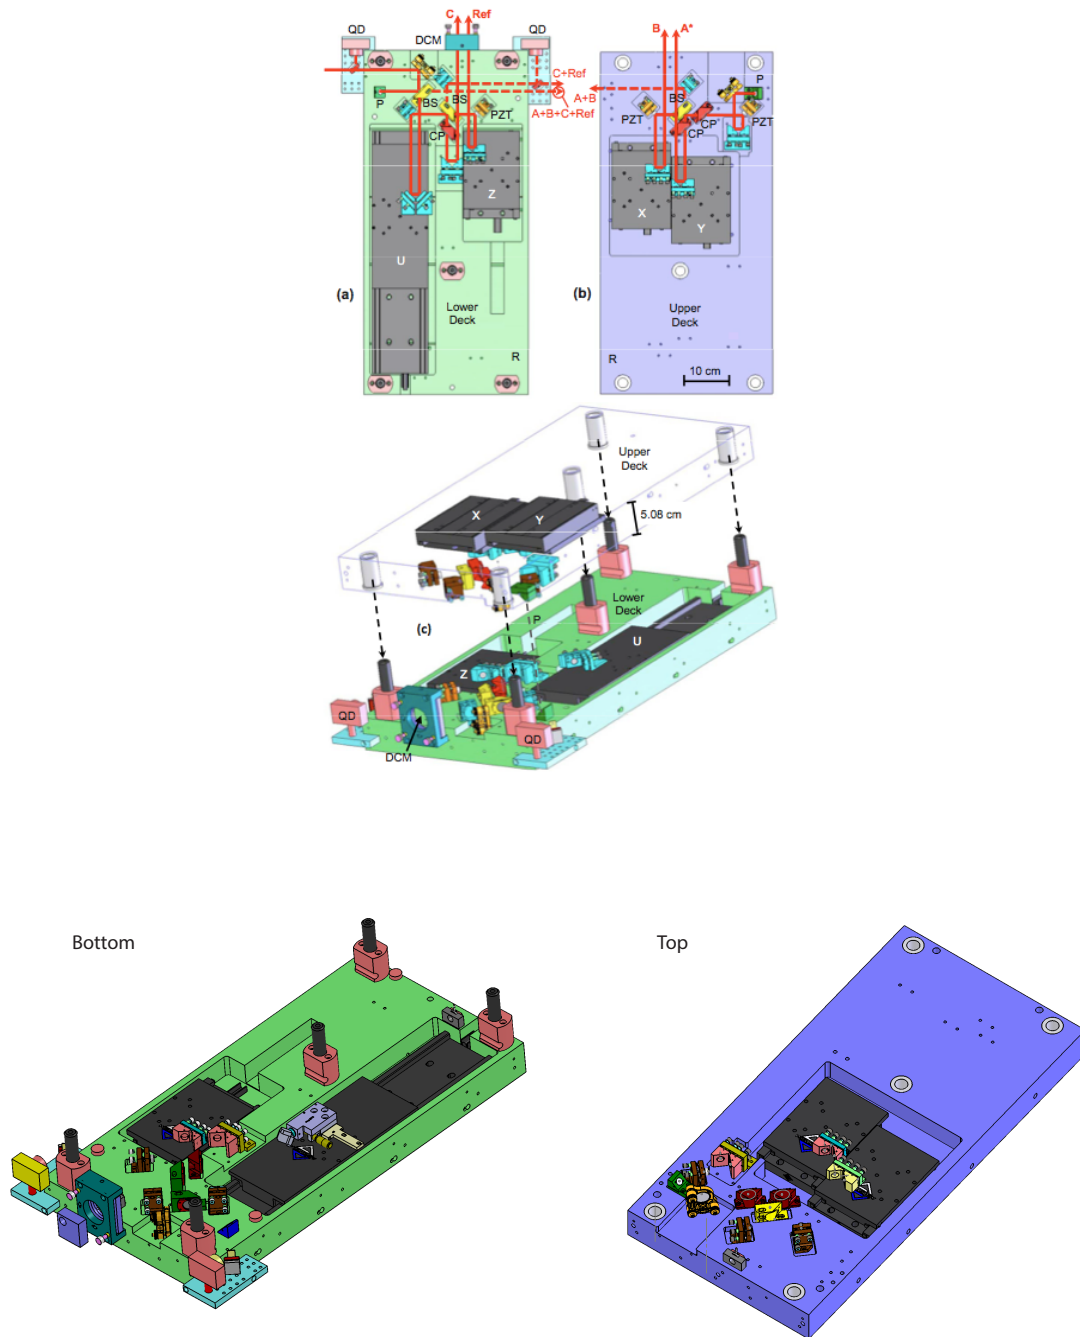 C Ref
QD DCM QD
B A*
C+Ref
P
BS BS
A+B
BS
P
A+B+C+Ref
PZT
CP
PZT
CP
CP
PZT
Z
X
Y
U
(a)
Lower
Deck
(b)
Upper
Deck
R
R
10 cm
Upper
Deck
X
Y
5.08 cm
Lower
Deck
(c)
P
U
Z
QD
QD
DCM
Bottom
Top